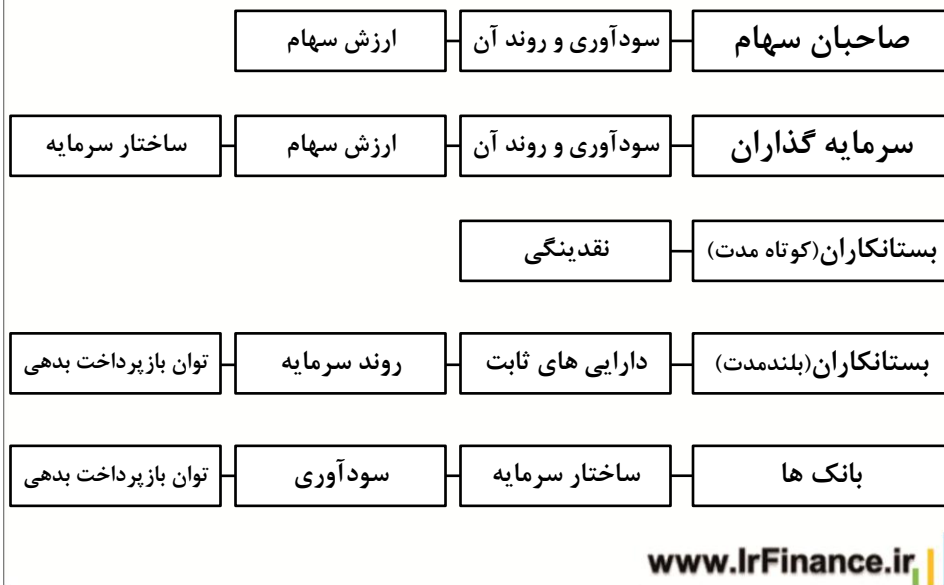 صاحبان سهام
سودآوری و روند آن
ارزش سهام
سرمایه گذاران
سودآوری و روند آن
ارزش سهام
ساختار سرمایه
بستانکاران(کوتاه مدت)
نقدینگی
بستانکاران(بلندمدت)
دارایی های ثابت
روند سرمایه
توان بازپرداخت بدهی
بانک ها
ساختار سرمایه
سودآوری
توان بازپرداخت بدهی
www.IrFinance.ir